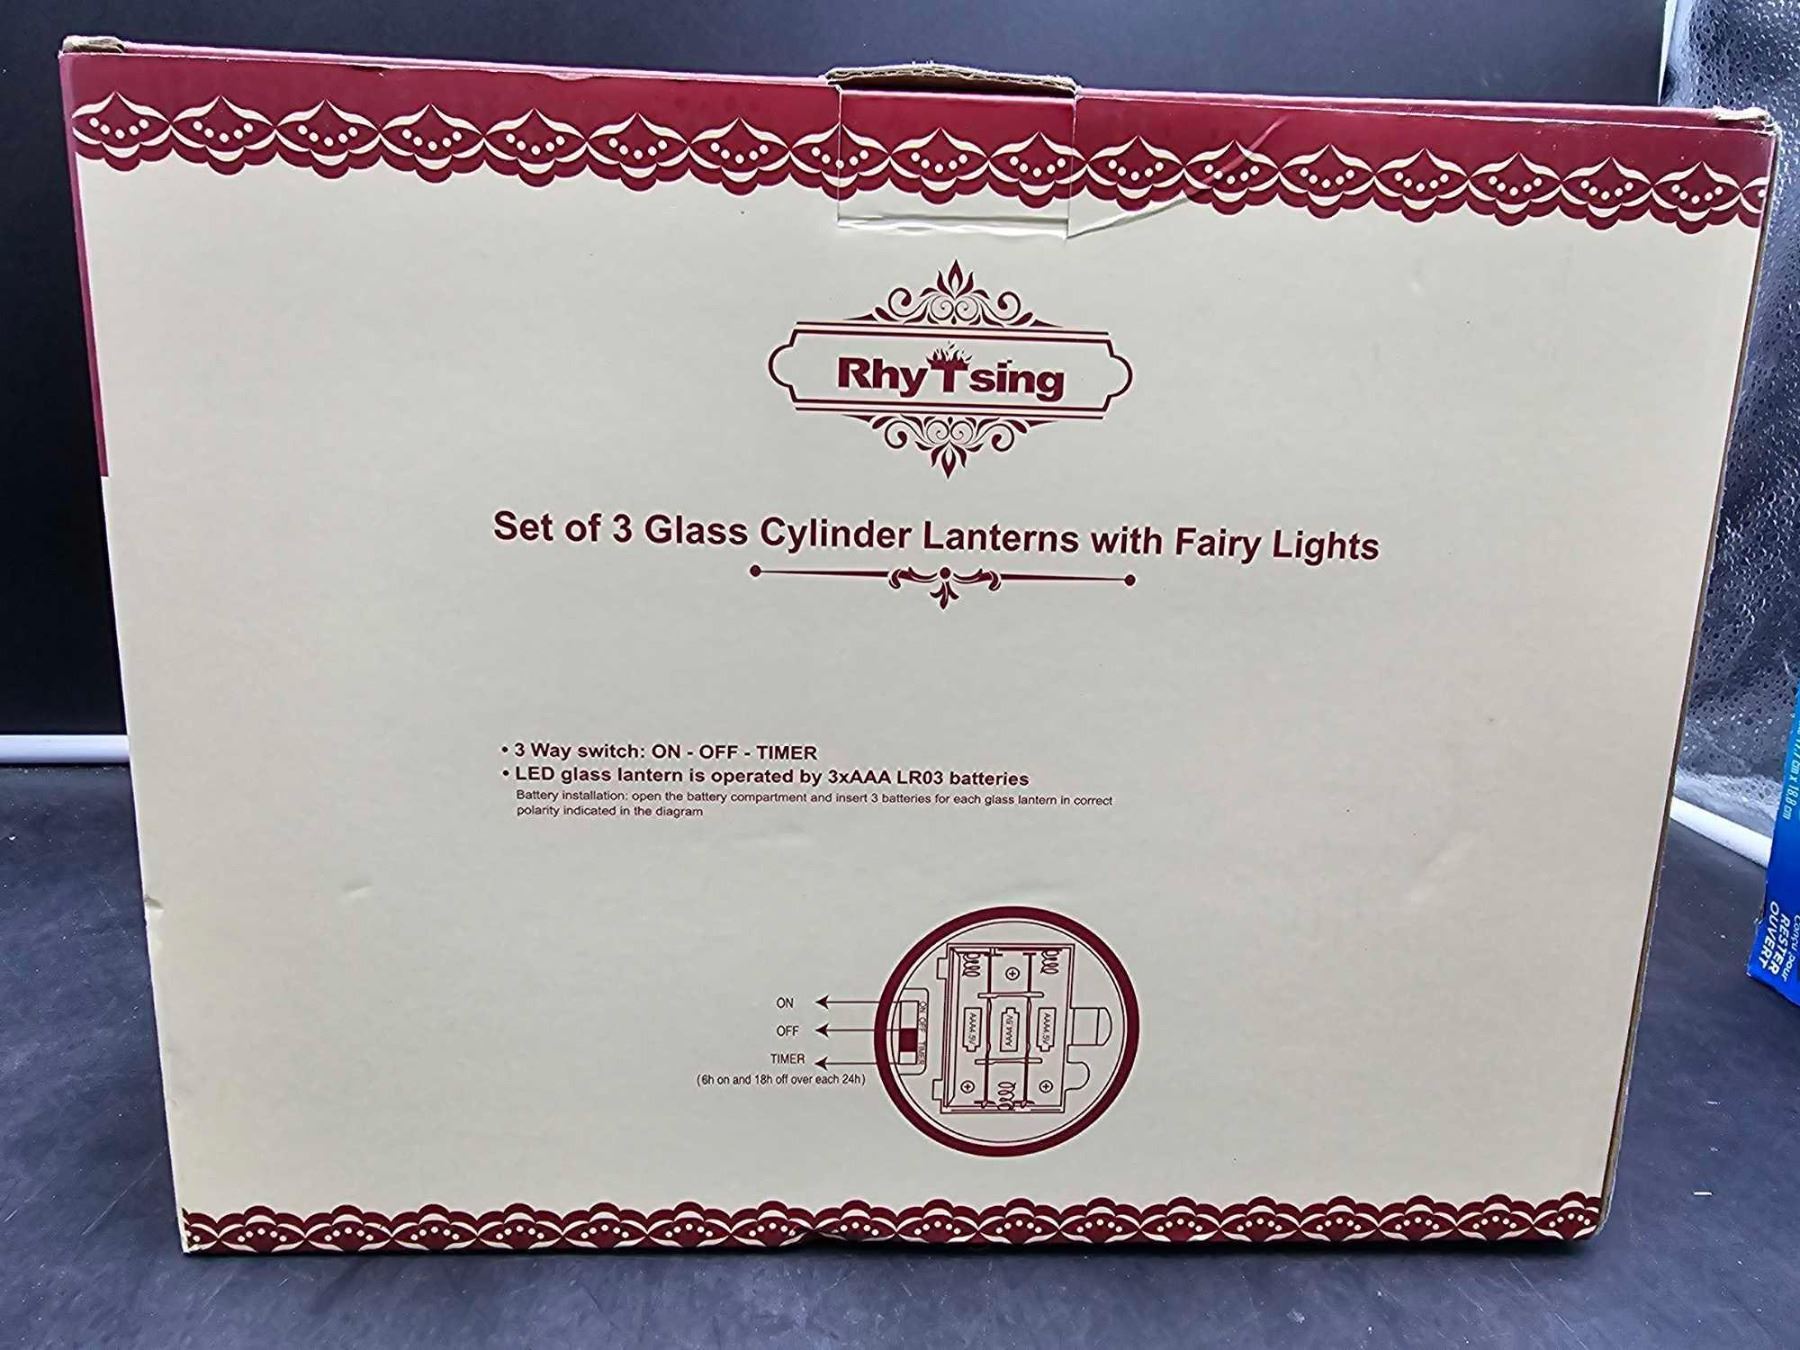 RhyTsing
Set of 3 Glass Cylinder Lanterns with Fairy Lights
• 3 Way switch: ON - OFF - TIMER
• LED glass lantern is operated by 3xAAA LR03 batteries
Battery installation: open the battery compartment and insert 3 batteries for each glass lantern in correct
polarity indicated in the diagram
ON
OFF
TIMER
(6h on and 18h off over each 24h)
ON OFF TIMER
RESTER
OUVERT